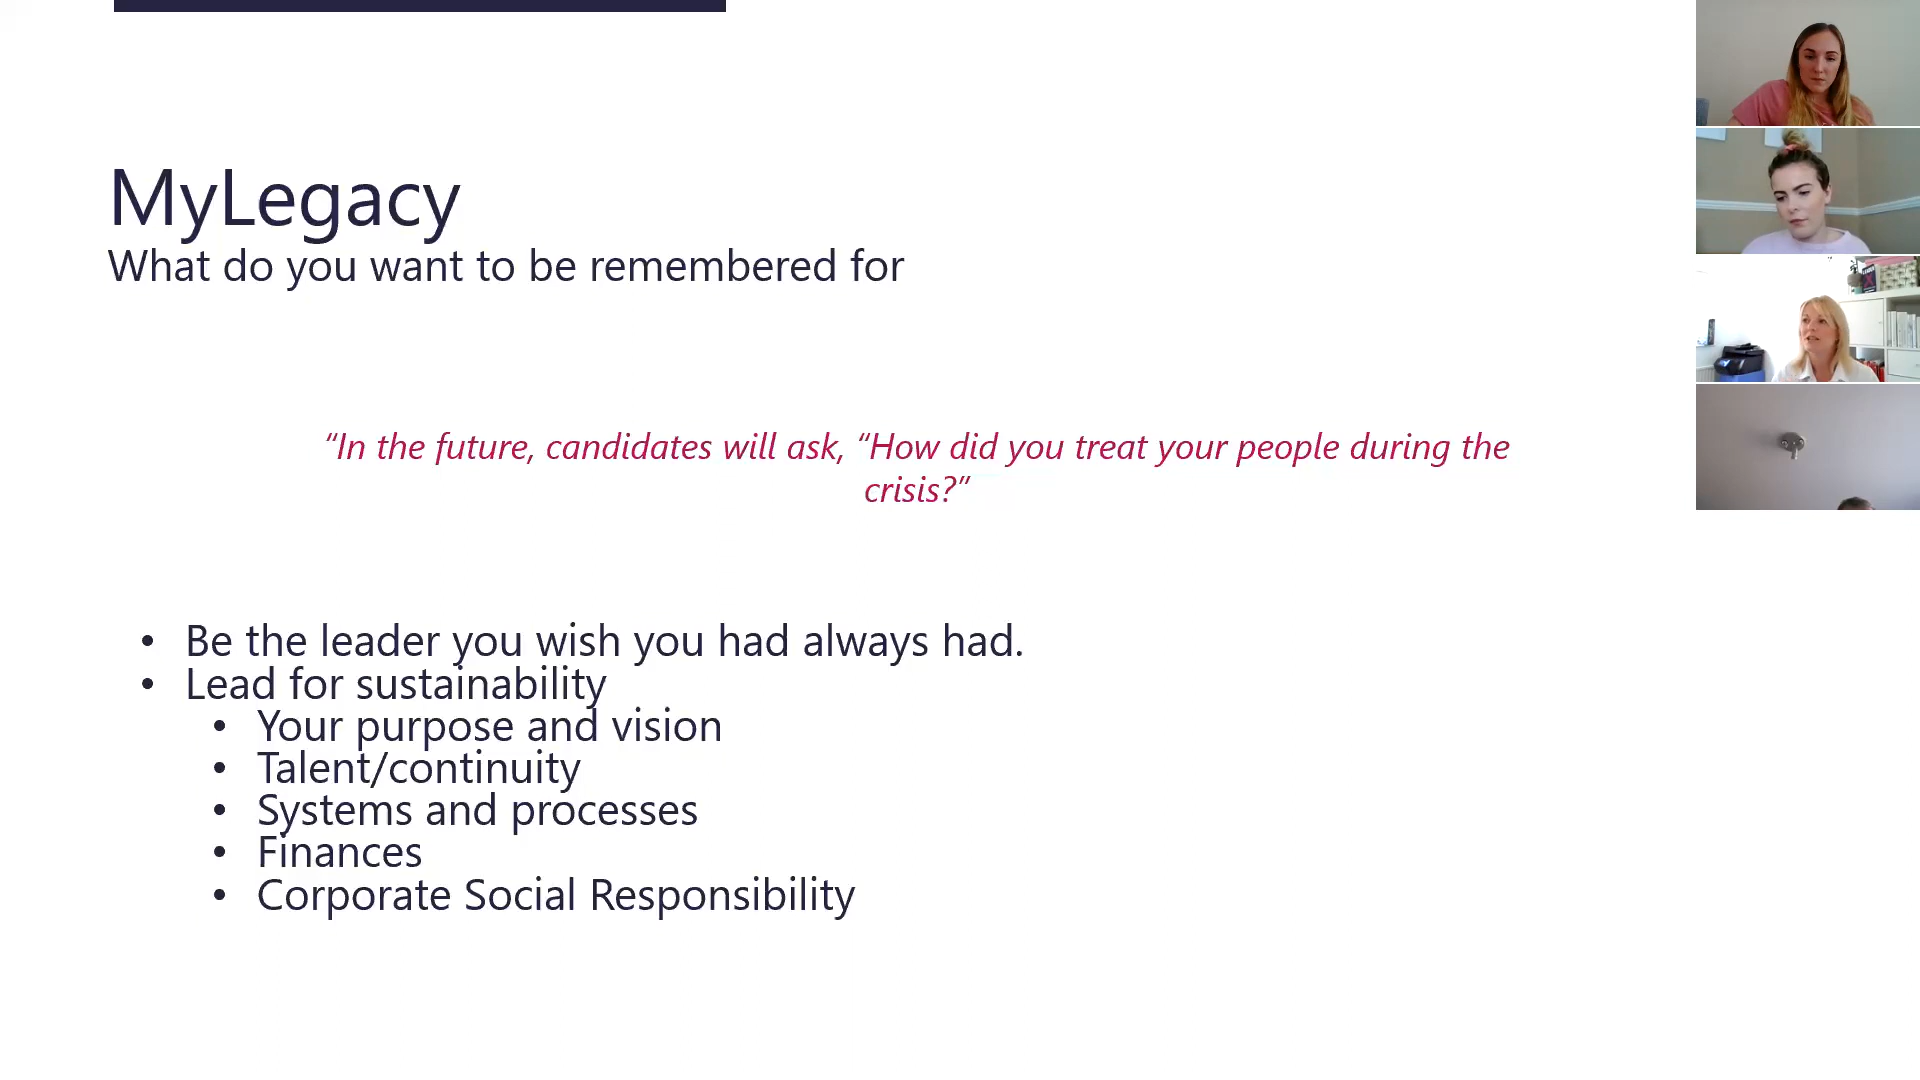 MyLegacy
What do you want to be remembered for
“In the future, candidates will ask, “How did you treat your people during the
crisis?”
• Be the leader you wish you had always had.
• Lead for sustainability
• Your purpose and vision
• Talent/continuity
• Systems and processes
• Finances
• Corporate Social Responsibility